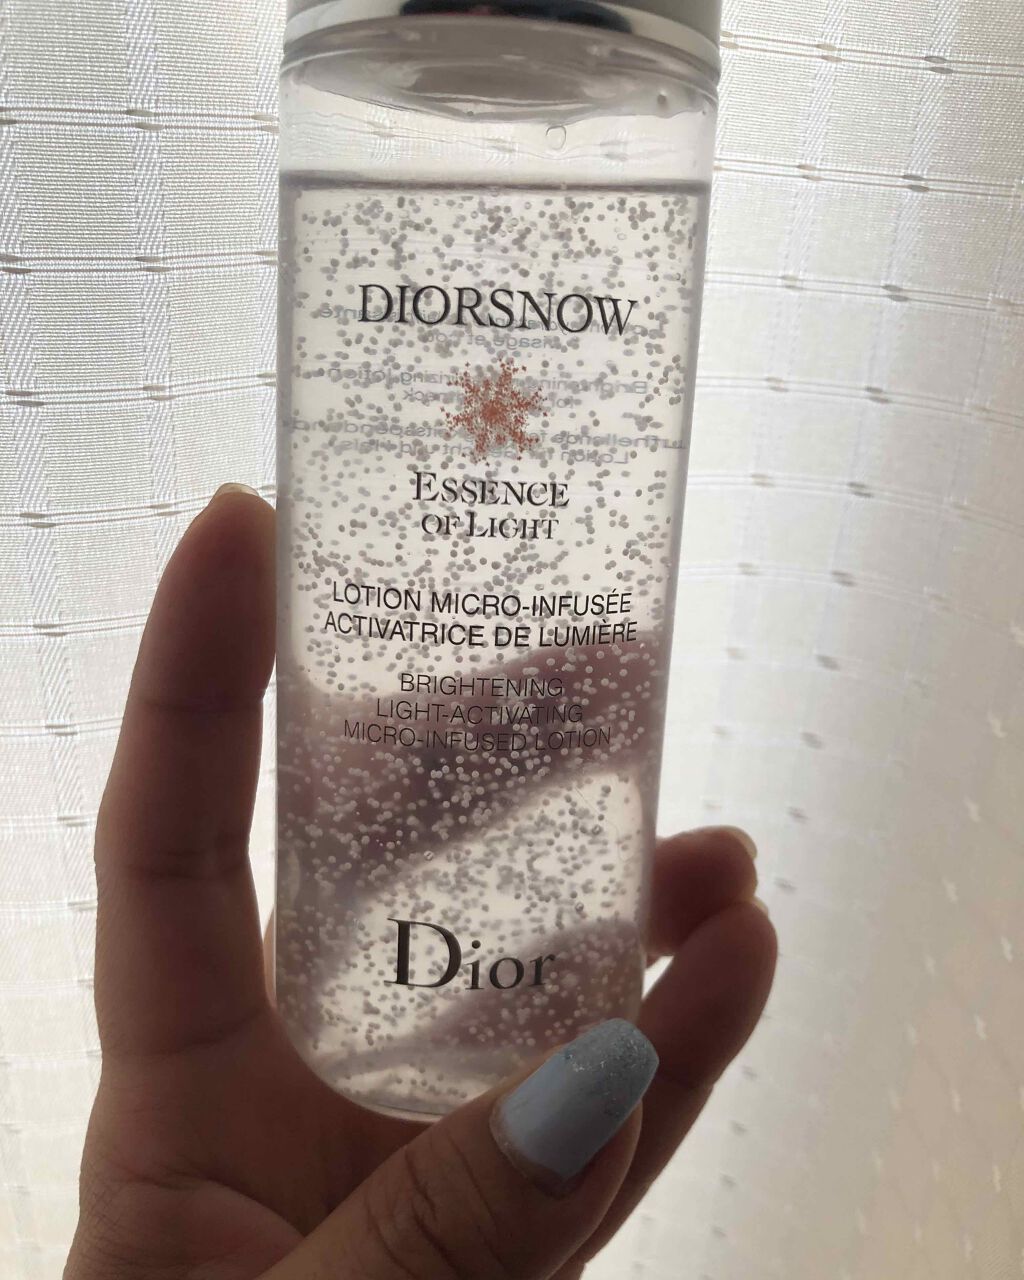 DIORSNOW
ESSENCE
OF LIGHT
LOTION MICRO-INFUSÉE
ACTIVATRICE DE LUMIÈRE
BRIGHTENING
LIGHT-ACTIVATING
MICRO-INFUSED LOTION
Dior